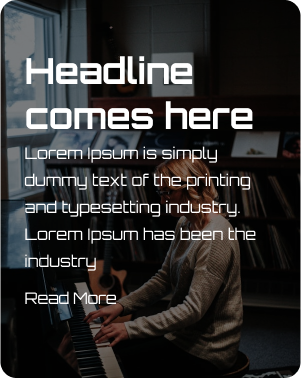 Headline
comes here
Lorem Ipsum is simply
dummy text of the printing
and typesetting industry.
Lorem Ipsum has been the
industry
Read More